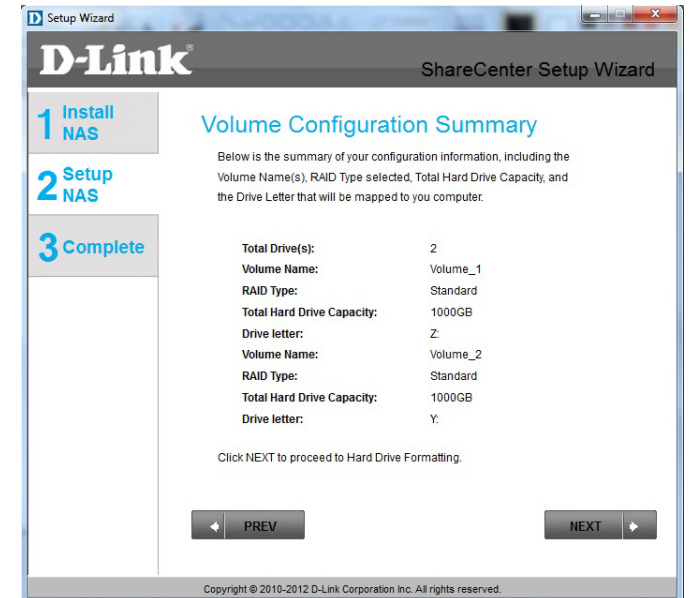 Setup Wizard
D-Link®
ShareCenter Setup Wizard
1 Install
NAS
2 Setup
NAS
3 Complete
Volume Configuration Summary
Below is the summary of your configuration information, including the
Volume Name(s), RAID Type selected, Total Hard Drive Capacity, and
the Drive Letter that will be mapped to you computer.
Total Drive(s): 2
Volume Name: Volume_1
RAID Type: Standard
Total Hard Drive Capacity: 1000GB
Drive letter: Z:
Volume Name: Volume_2
RAID Type: Standard
Total Hard Drive Capacity: 1000GB
Drive letter: Y:
Click NEXT to proceed to Hard Drive Formatting.
PREV
NEXT
Copyright © 2010-2012 D-Link Corporation Inc. All rights reserved.